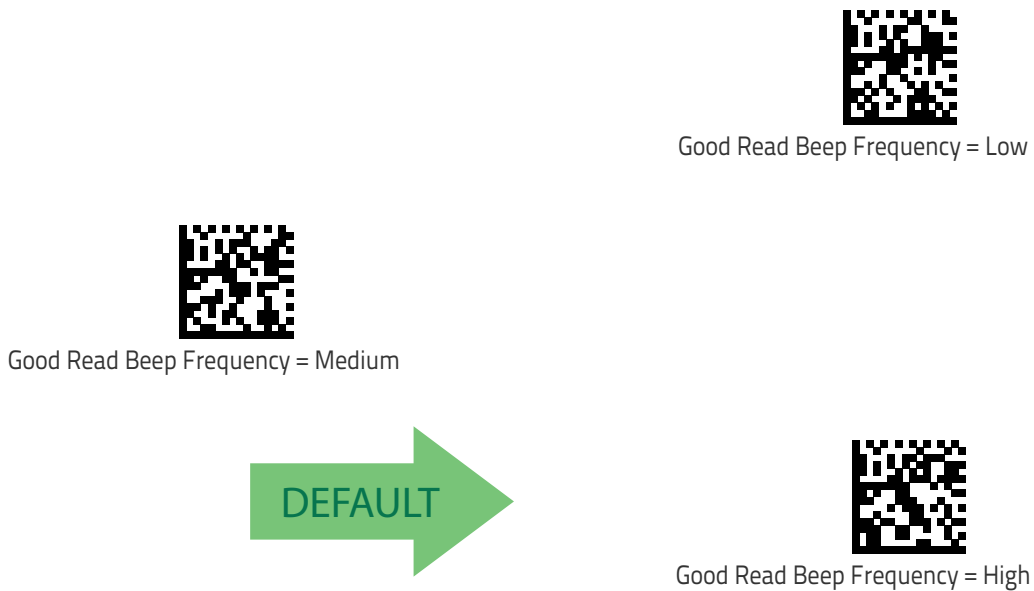 Good Read Beep Frequency = Low
Good Read Beep Frequency = Medium
DEFAULT
Good Read Beep Frequency = High